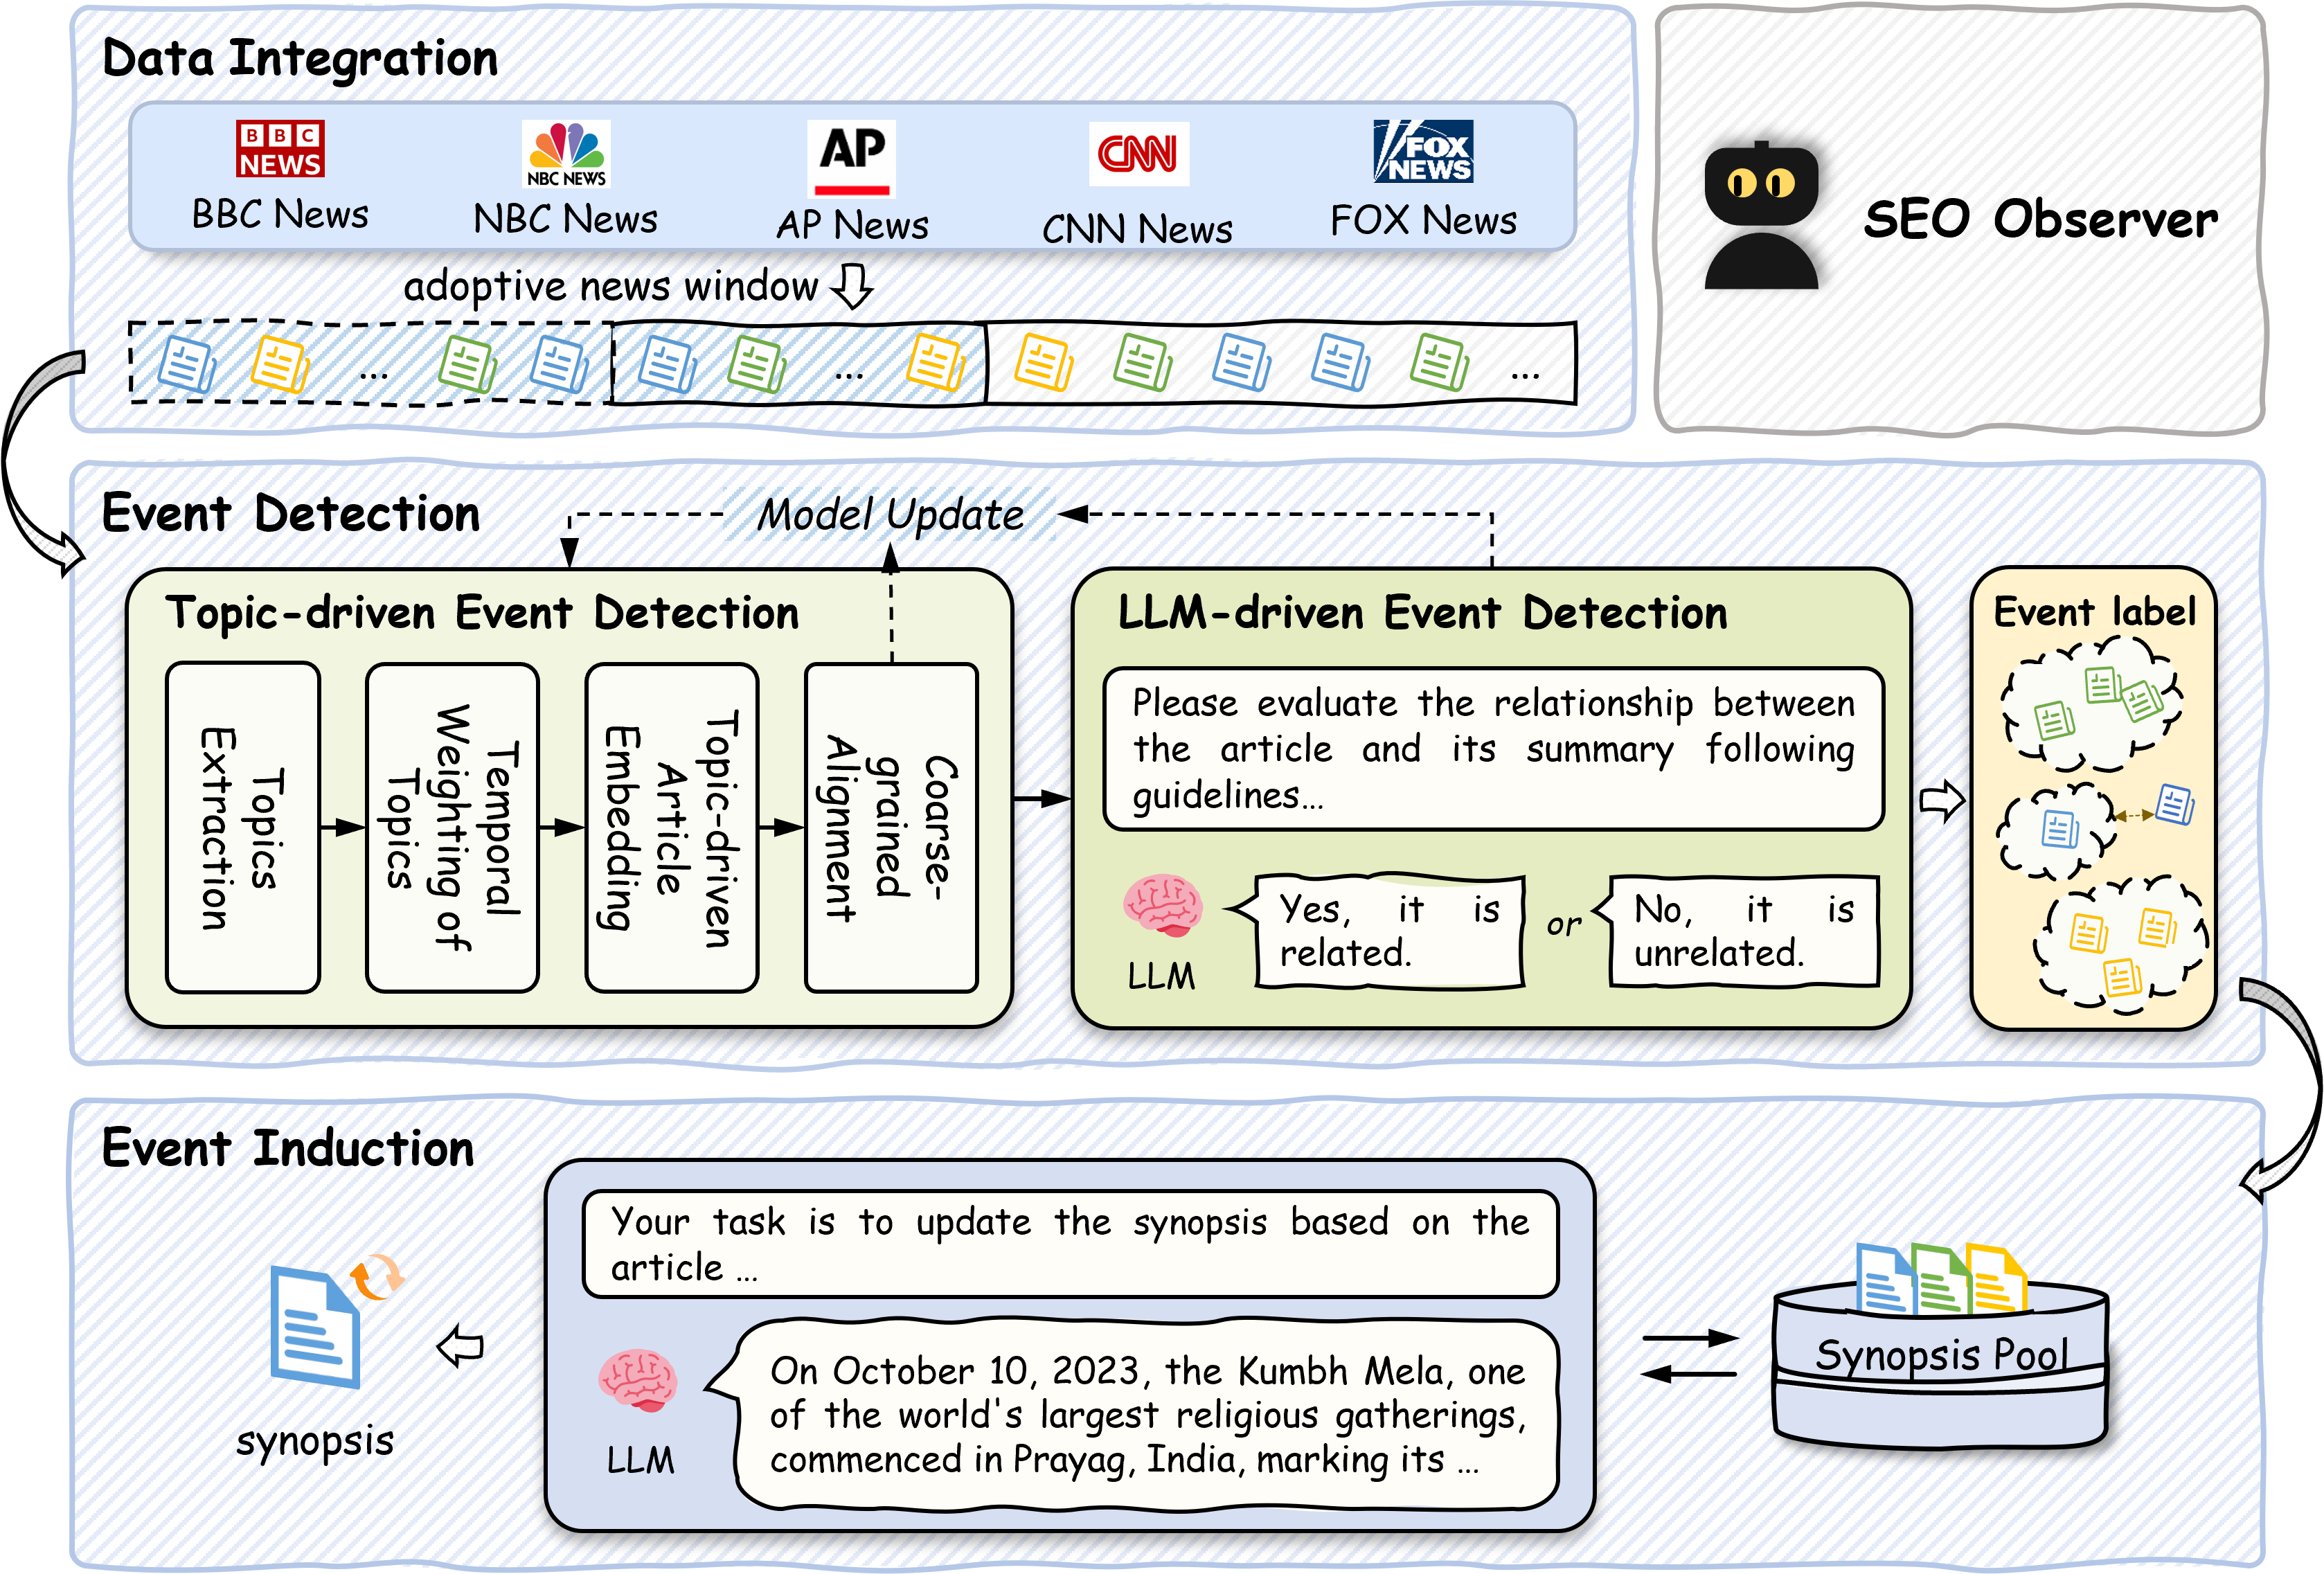 Data Integration
BBC
NEWS
NBC NEWS
AP
CNN
FOX
NEWS
BBC News
NBC News
AP News
CNN News
FOX News
adoptive news window
...
...
...
SEO Observer
Event Detection
Model Update
Topic-driven Event Detection
Topics
Extraction
Temporal
Weighting of
Topics
Topic-driven
Article
Embedding
Coarse-
grained
Alignment
LLM-driven Event Detection
Please evaluate the relationship between
the article and its summary following
guidelines...
LLM
Yes, it is
related.
or
No, it is
unrelated.
Event label
Event Induction
Your task is to update the synopsis based on the
article ...
LLM
On October 10, 2023, the Kumbh Mela, one
of the world's largest religious gatherings,
commenced in Prayag, India, marking its ...
synopsis
Synopsis Pool